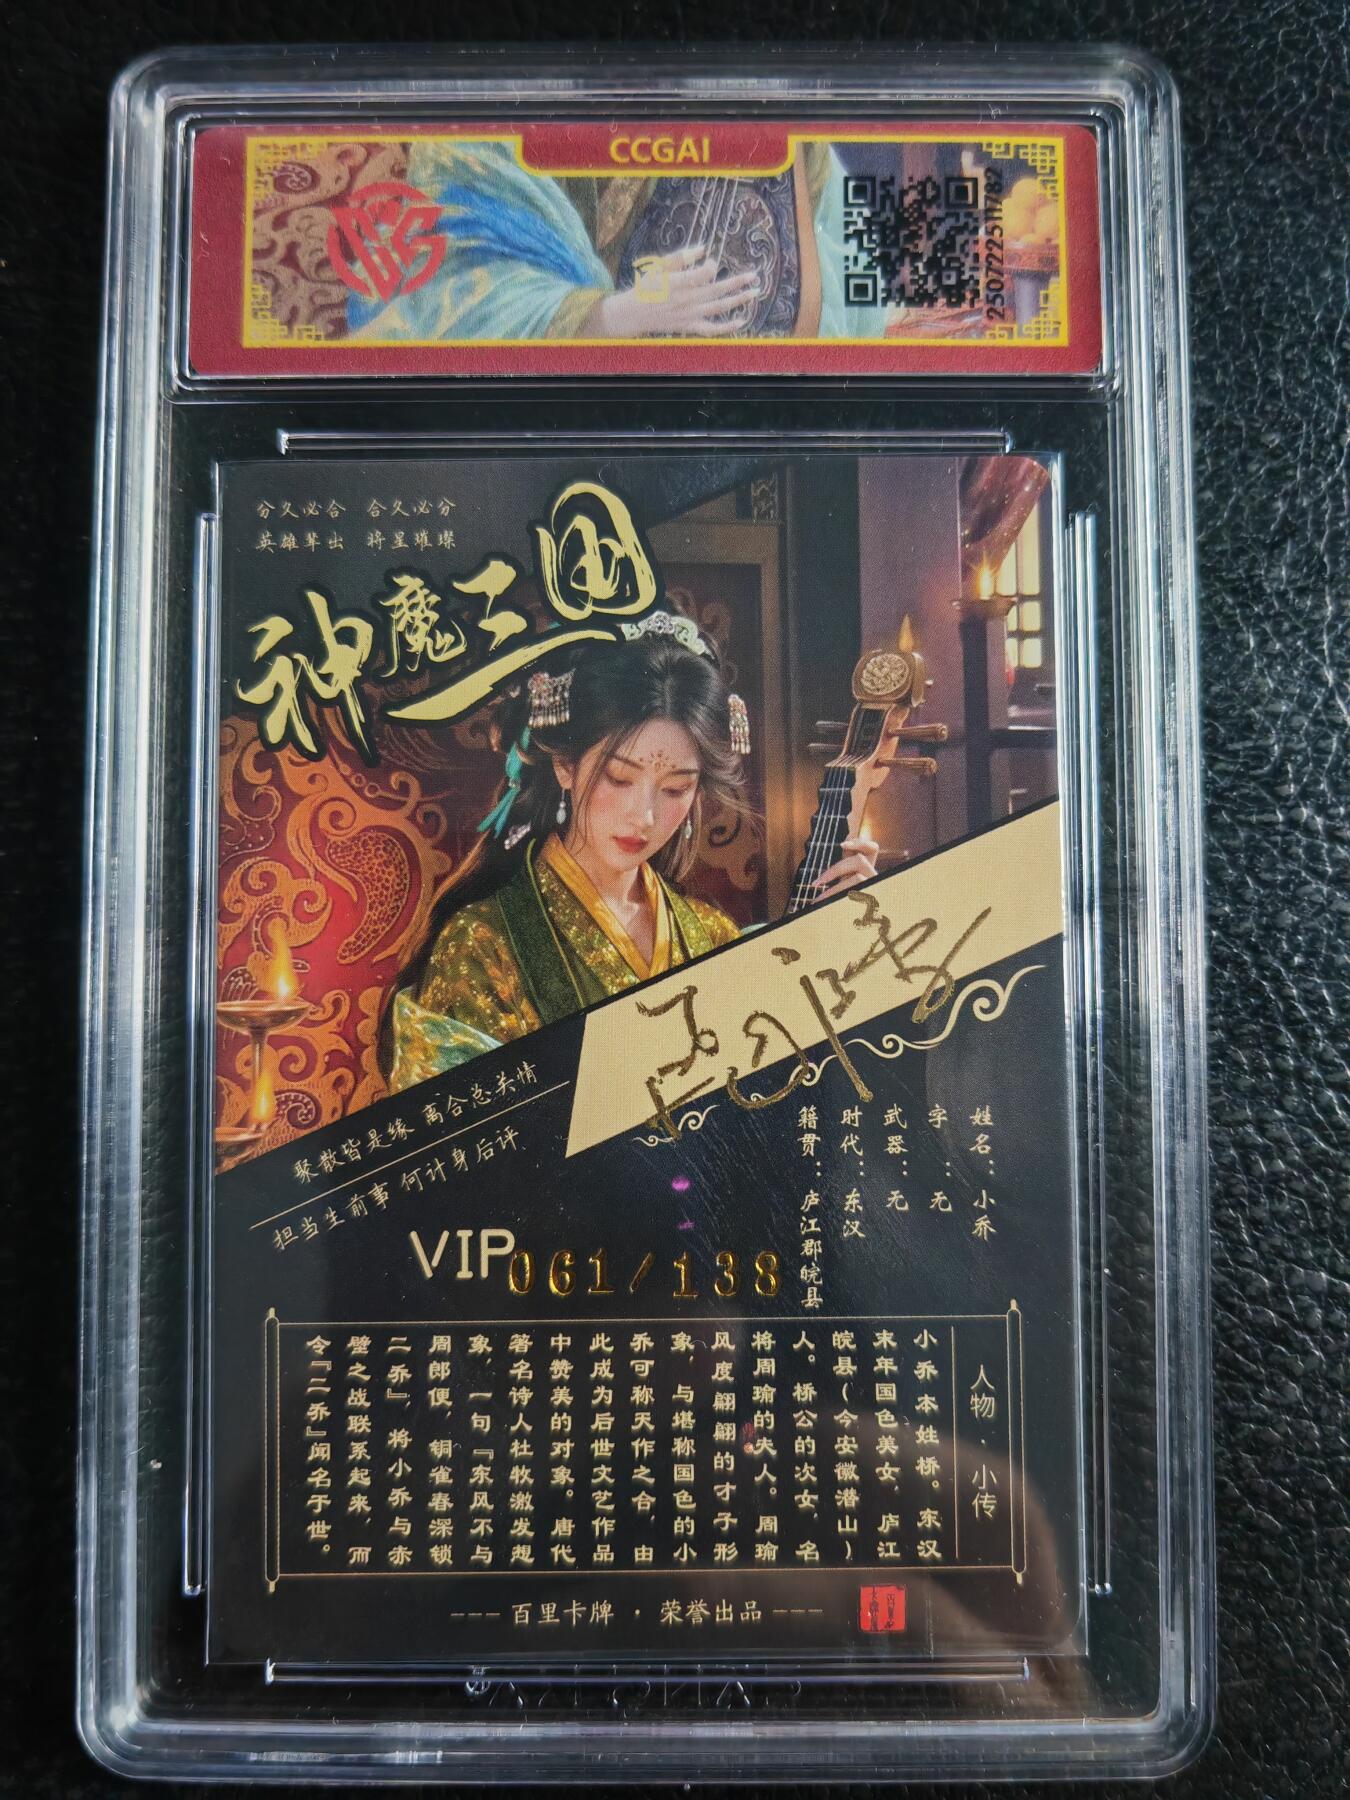 CCGAI
250722511782
分久必合 合久必分
英雄辈出 将星璀璨
神魔三国
聚散皆是缘 离合总关情
担当生前事 何计身后评
姓名：小乔
字：无
武器：无
时代：东汉
籍贯：庐江郡皖县
VIP061/138
人物·小传
小乔本姓桥。东汉
末年国色美女，庐江
皖县(今安徽潜山)
人。桥公的次女，名
将周瑜的夫人。周瑜
风度翩翩的才子形
象，与堪称国色的小
乔可称天作之合，由
此成为后世文艺作品
中赞美的对象。唐代
著名诗人杜牧激发想
象，一句『东风不与
周郎便，铜雀春深锁
二乔』，将小乔与赤
壁之战联系起来，而
令『二乔』闻名于世。
---百里卡牌·荣誉出品---